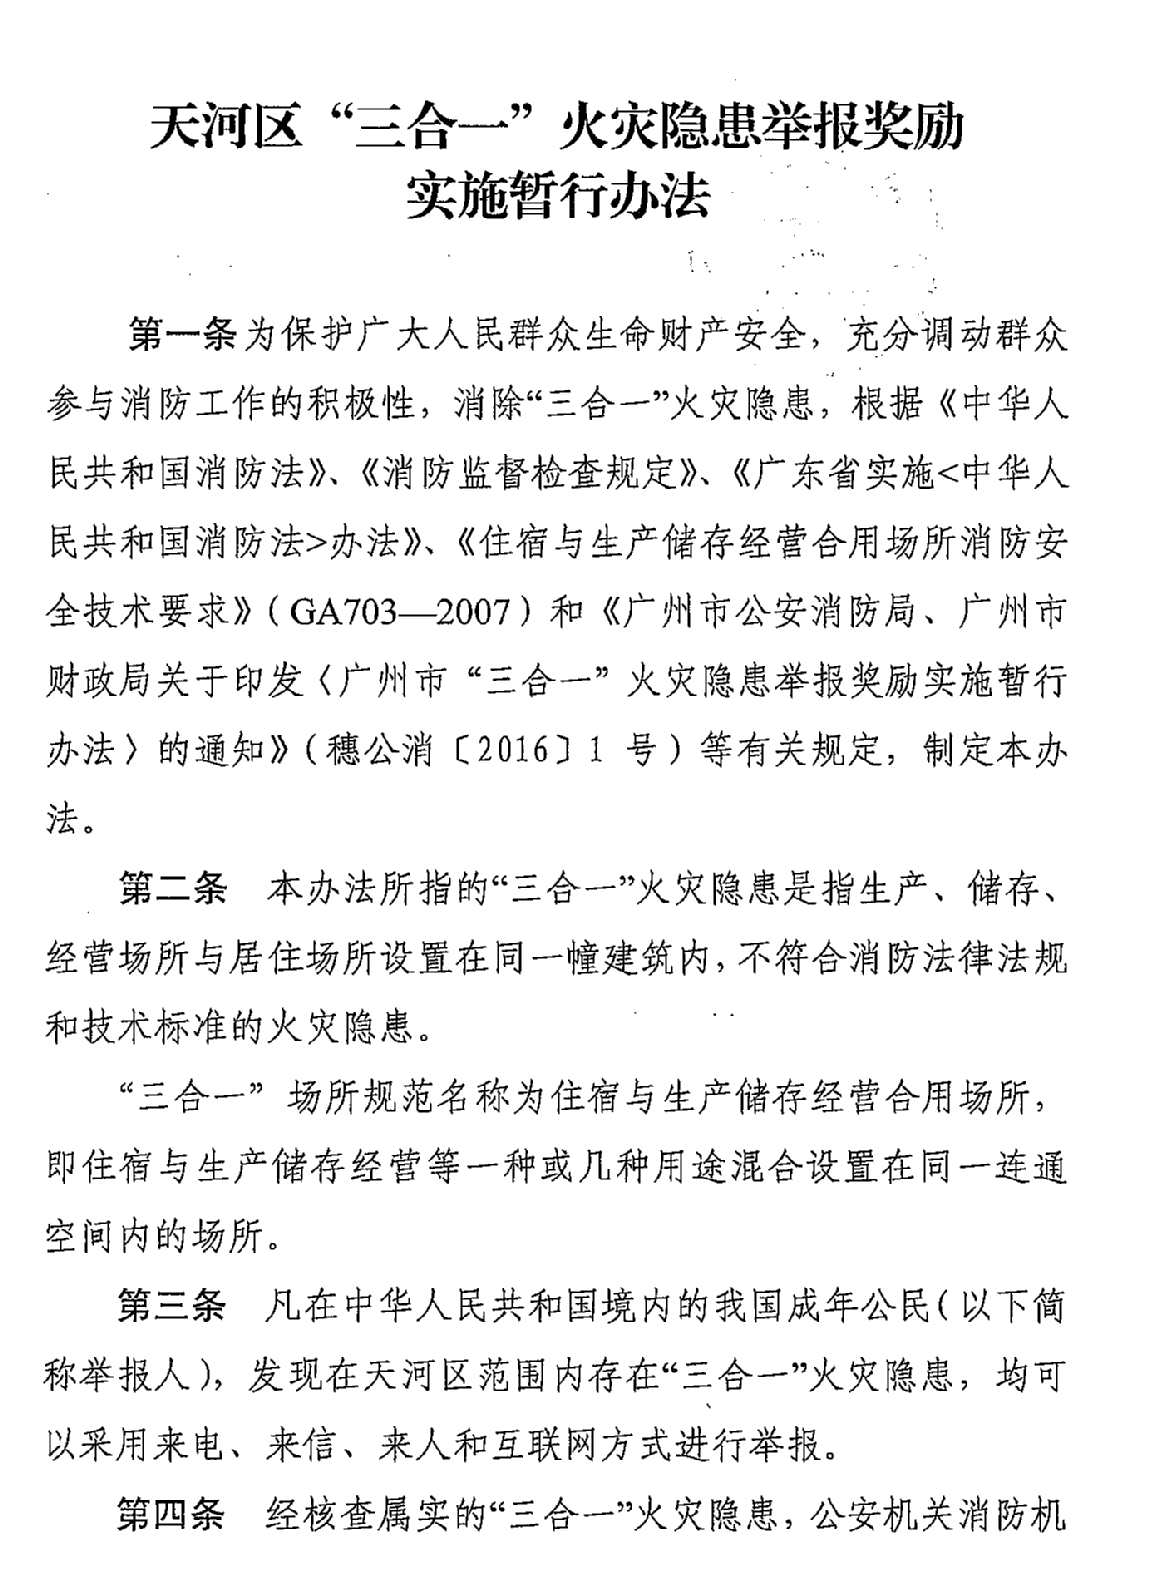 天河区“三合一”火灾隐患举报奖励
实施暂行办法
第一条为保护广大人民群众生命财产安全，充分调动群众
参与消防工作的积极性，消除“三合一”火灾隐患，根据《中华人
民共和国消防法》、《消防监督检查规定》、《广东省实施<中华人
民共和国消防法>办法》、《住宿与生产储存经营合用场所消防安
全技术要求》（GA703—2007）和《广州市公安消防局、广州市
财政局关于印发〈广州市“三合一”火灾隐患举报奖励实施暂行
办法〉的通知》（穗公消〔2016〕1 号）等有关规定，制定本办
法。
第二条 本办法所指的“三合一”火灾隐患是指生产、储存、
经营场所与居住场所设置在同一幢建筑内，不符合消防法律法规
和技术标准的火灾隐患。
“三合一”场所规范名称为住宿与生产储存经营合用场所，
即住宿与生产储存经营等一种或几种用途混合设置在同一连通
空间内的场所。
第三条 凡在中华人民共和国境内的我国成年公民（以下简
称举报人），发现在天河区范围内存在“三合一”火灾隐患，均可
以采用来电、来信、来人和互联网方式进行举报。
第四条 经核查属实的“三合一”火灾隐患，公安机关消防机